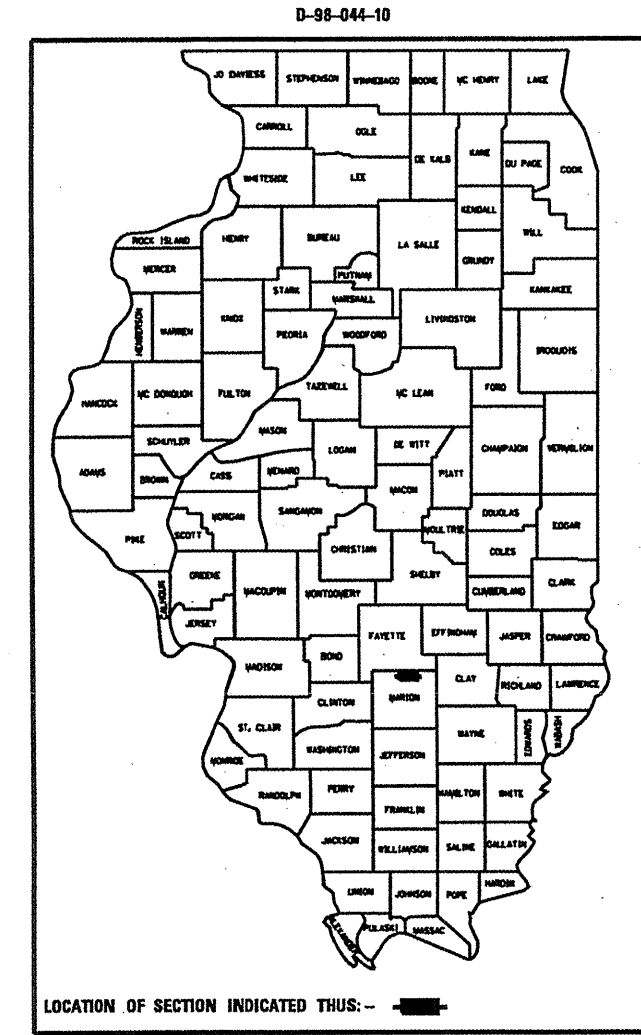 D-98-044-10
JO DAVIESS STEPHENSON WINNEBAGO BOONE MC HENRY LAKE
CARROLL OGLE DE KALB KANE DU PAGE COOK
WHITESIDE LEE
KENDALL WILL
ROCK ISLAND HENRY BUREAU LA SALLE GRUNDY
MERCER PUTNAM KANKAKEE
STARK MARSHALL
HENDERSON WARREN KNOX PEORIA WOODFORD LIVINGSTON IROQUOIS
HANCOCK MC DONOUGH FULTON TAZEWELL MC LEAN FORD
MASON
SCHUYLER LOGAN DE WITT CHAMPAIGN VERMILION
ADAMS BROWN CASS MENARD MACON PIATT
PIKE SCOTT MORGAN SANGAMON CHRISTIAN MOULTRIE DOUGLAS EDGAR
COLES
CALHOUN GREENE MACOUPIN MONTGOMERY SHELBY CUMBERLAND CLARK
JERSEY FAYETTE EFFINGHAM JASPER CRAWFORD
MADISON BOND
CLINTON MARION CLAY RICHLAND LAWRENCE
ST. CLAIR WAYNE EDWARDS WABASH
MONROE WASHINGTON JEFFERSON
RANDOLPH PERRY HAMILTON WHITE
FRANKLIN
JACKSON WILLIAMSON SALINE GALLATIN
UNION JOHNSON POPE HARDIN
ALEXANDER PULASKI MASSAC
LOCATION OF SECTION INDICATED THUS:-